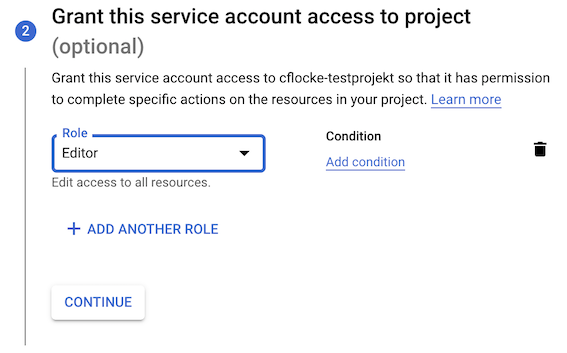 2
Grant this service account access to project
(optional)
Grant this service account access to cflocke-testprojekt so that it has permission
to complete specific actions on the resources in your project. Learn more
Role
Editor
Condition
Add condition
Edit access to all resources.
+ ADD ANOTHER ROLE
CONTINUE